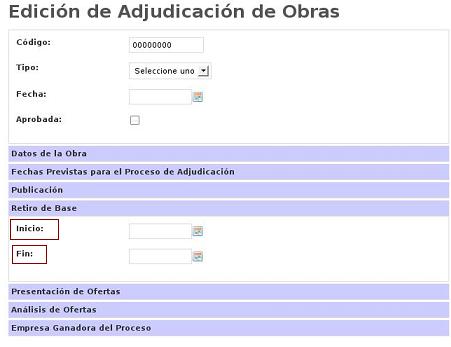 Edición de Adjudicación de Obras
Código: 00000000
Tipo: Seleccione uno
Fecha:
Aprobada:
Datos de la Obra
Fechas Previstas para el Proceso de Adjudicación
Publicación
Retiro de Base
Inicio:
Fin:
Presentación de Ofertas
Análisis de Ofertas
Empresa Ganadora del Proceso